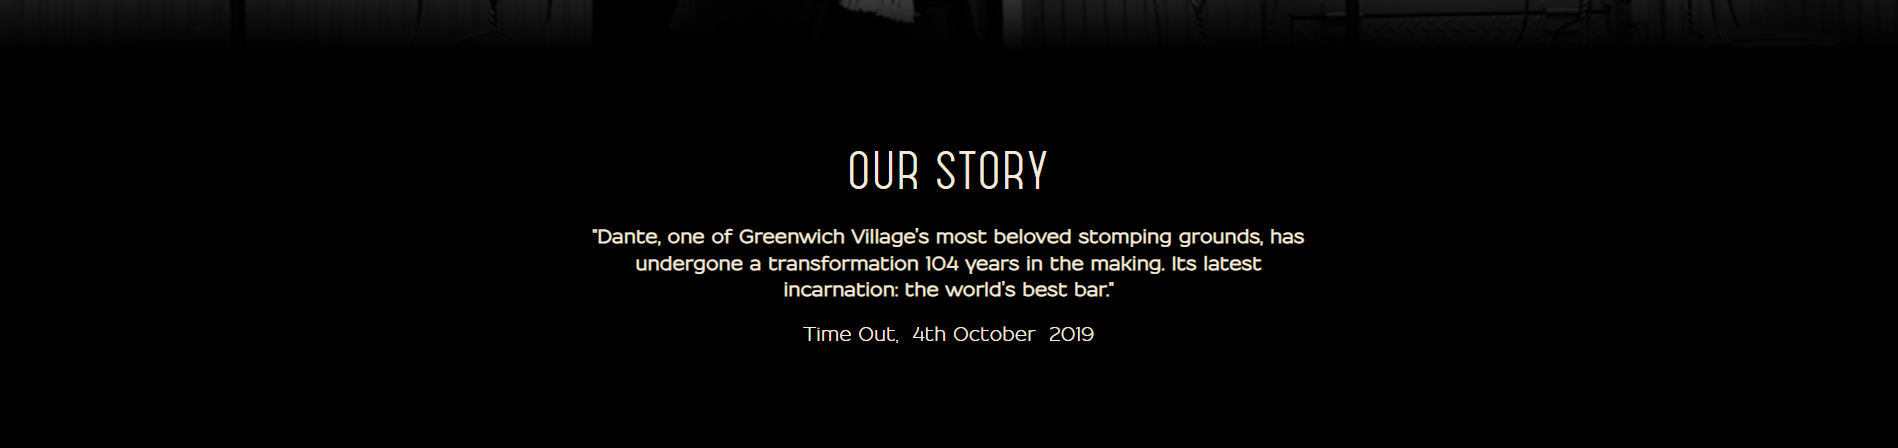 OUR STORY
"Dante, one of Greenwich Village's most beloved stomping grounds, has
undergone a transformation 104 years in the making. Its latest
incarnation: the world's best bar."
Time Out,  4th October  2019